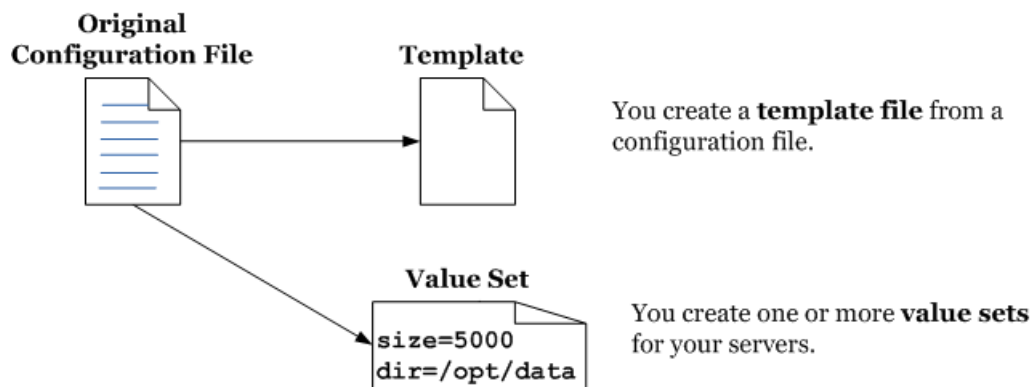 Original
Configuration File
Template
You create a template file from a
configuration file.
Value Set
size=5000
dir=/opt/data
You create one or more value sets
for your servers.